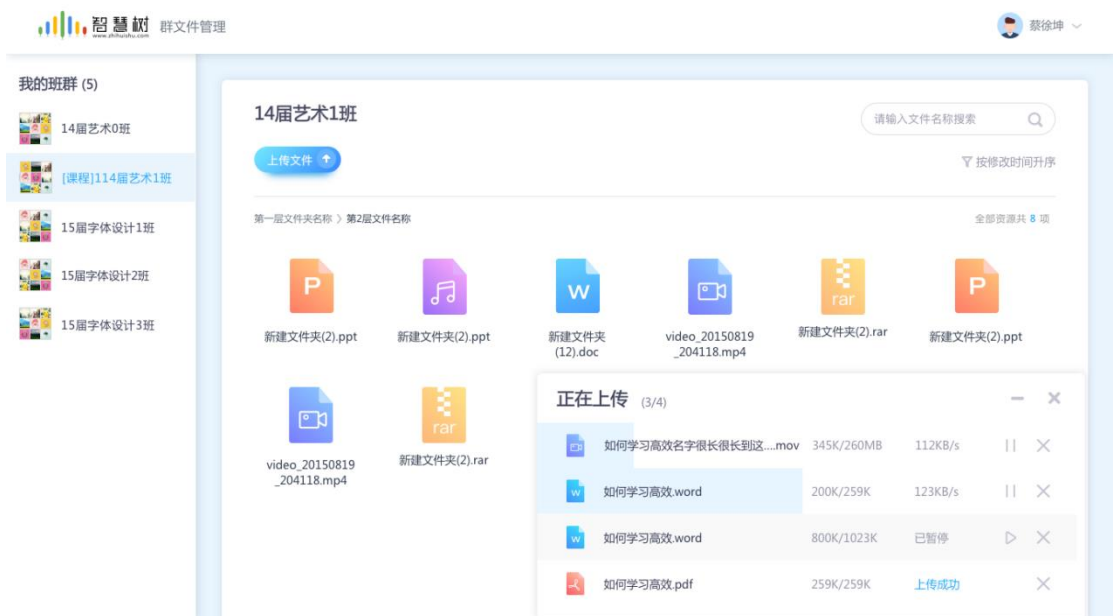 智慧树
www.zhihuishu.com
群文件管理
蔡徐坤
我的班群 (5)
14届艺术0班
[课程]114届艺术1班
15届字体设计1班
15届字体设计2班
15届字体设计3班
14届艺术1班
请输入文件名称搜索
上传文件
按修改时间升序
第一层文件夹名称 〉 第2层文件名称
全部资源共 8 项
P
W
rar
P
新建文件夹(2).ppt
新建文件夹(2).ppt
新建文件夹
(12).doc
video_20150819
_204118.mp4
新建文件夹(2).rar
新建文件夹(2).ppt
rar
video_20150819
_204118.mp4
新建文件夹(2).rar
正在上传 (3/4)
如何学习高效名字很长很长到这....mov 345K/260MB 112KB/s
W 如何学习高效.word 200K/259K 123KB/s
W 如何学习高效.word 800K/1023K 已暂停
如何学习高效.pdf 259K/259K 上传成功